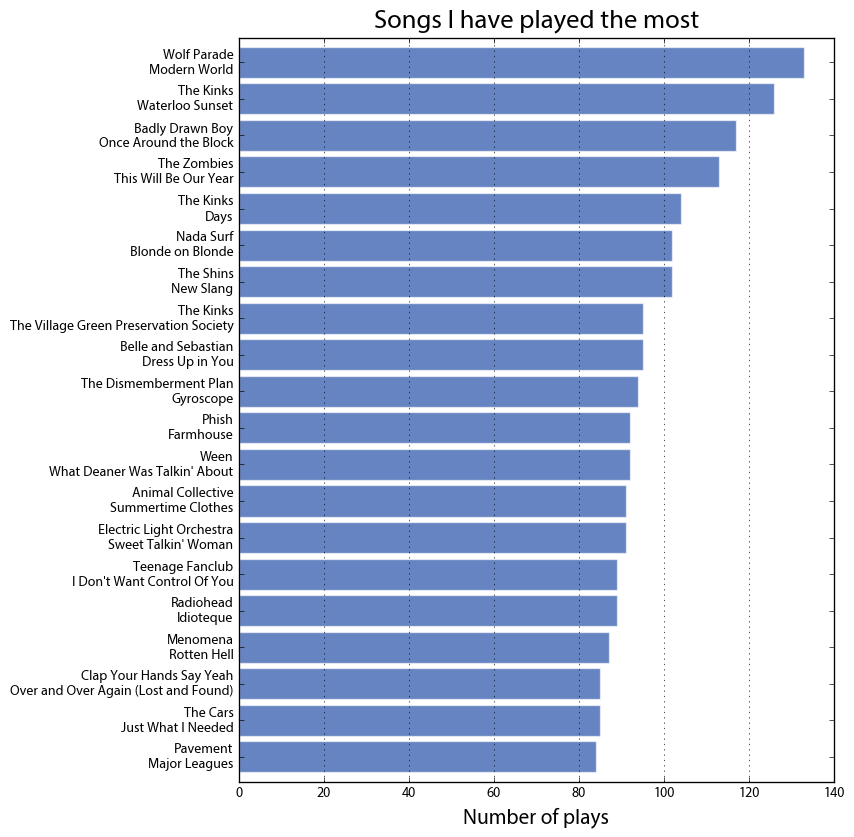 Songs I have played the most
Wolf Parade
Modern World
The Kinks
Waterloo Sunset
Badly Drawn Boy
Once Around the Block
The Zombies
This Will Be Our Year
The Kinks
Days
Nada Surf
Blonde on Blonde
The Shins
New Slang
The Kinks
The Village Green Preservation Society
Belle and Sebastian
Dress Up in You
The Dismemberment Plan
Gyroscope
Phish
Farmhouse
Ween
What Deaner Was Talkin' About
Animal Collective
Summertime Clothes
Electric Light Orchestra
Sweet Talkin' Woman
Teenage Fanclub
I Don't Want Control Of You
Radiohead
Idioteque
Menomena
Rotten Hell
Clap Your Hands Say Yeah
Over and Over Again (Lost and Found)
The Cars
Just What I Needed
Pavement
Major Leagues
0 20 40 60 80 100 120 140
Number of plays